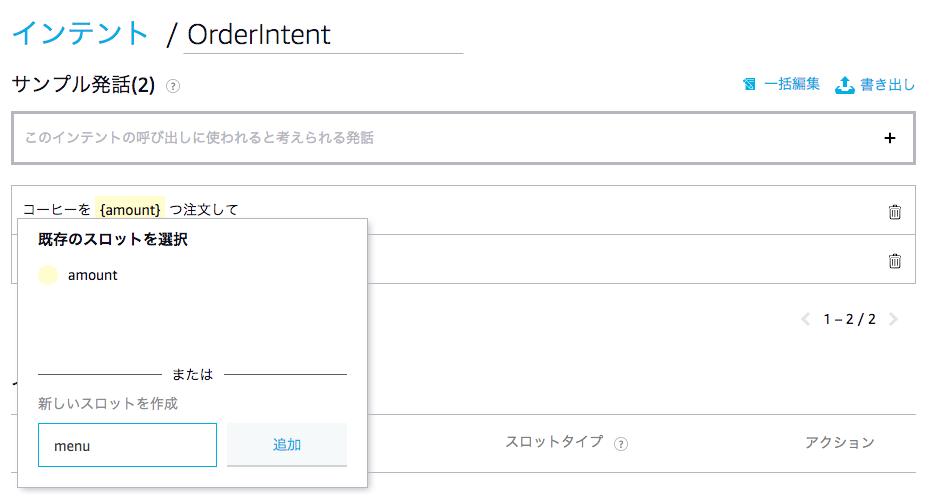 インテント / OrderIntent
サンプル発話(2) ?
一括編集 書き出し
このインテントの呼び出しに使われると考えられる発話 +
コーヒーを {amount} つ注文して
既存のスロットを選択
amount
1 – 2 / 2
または
新しいスロットを作成
menu 追加
スロットタイプ ? アクション